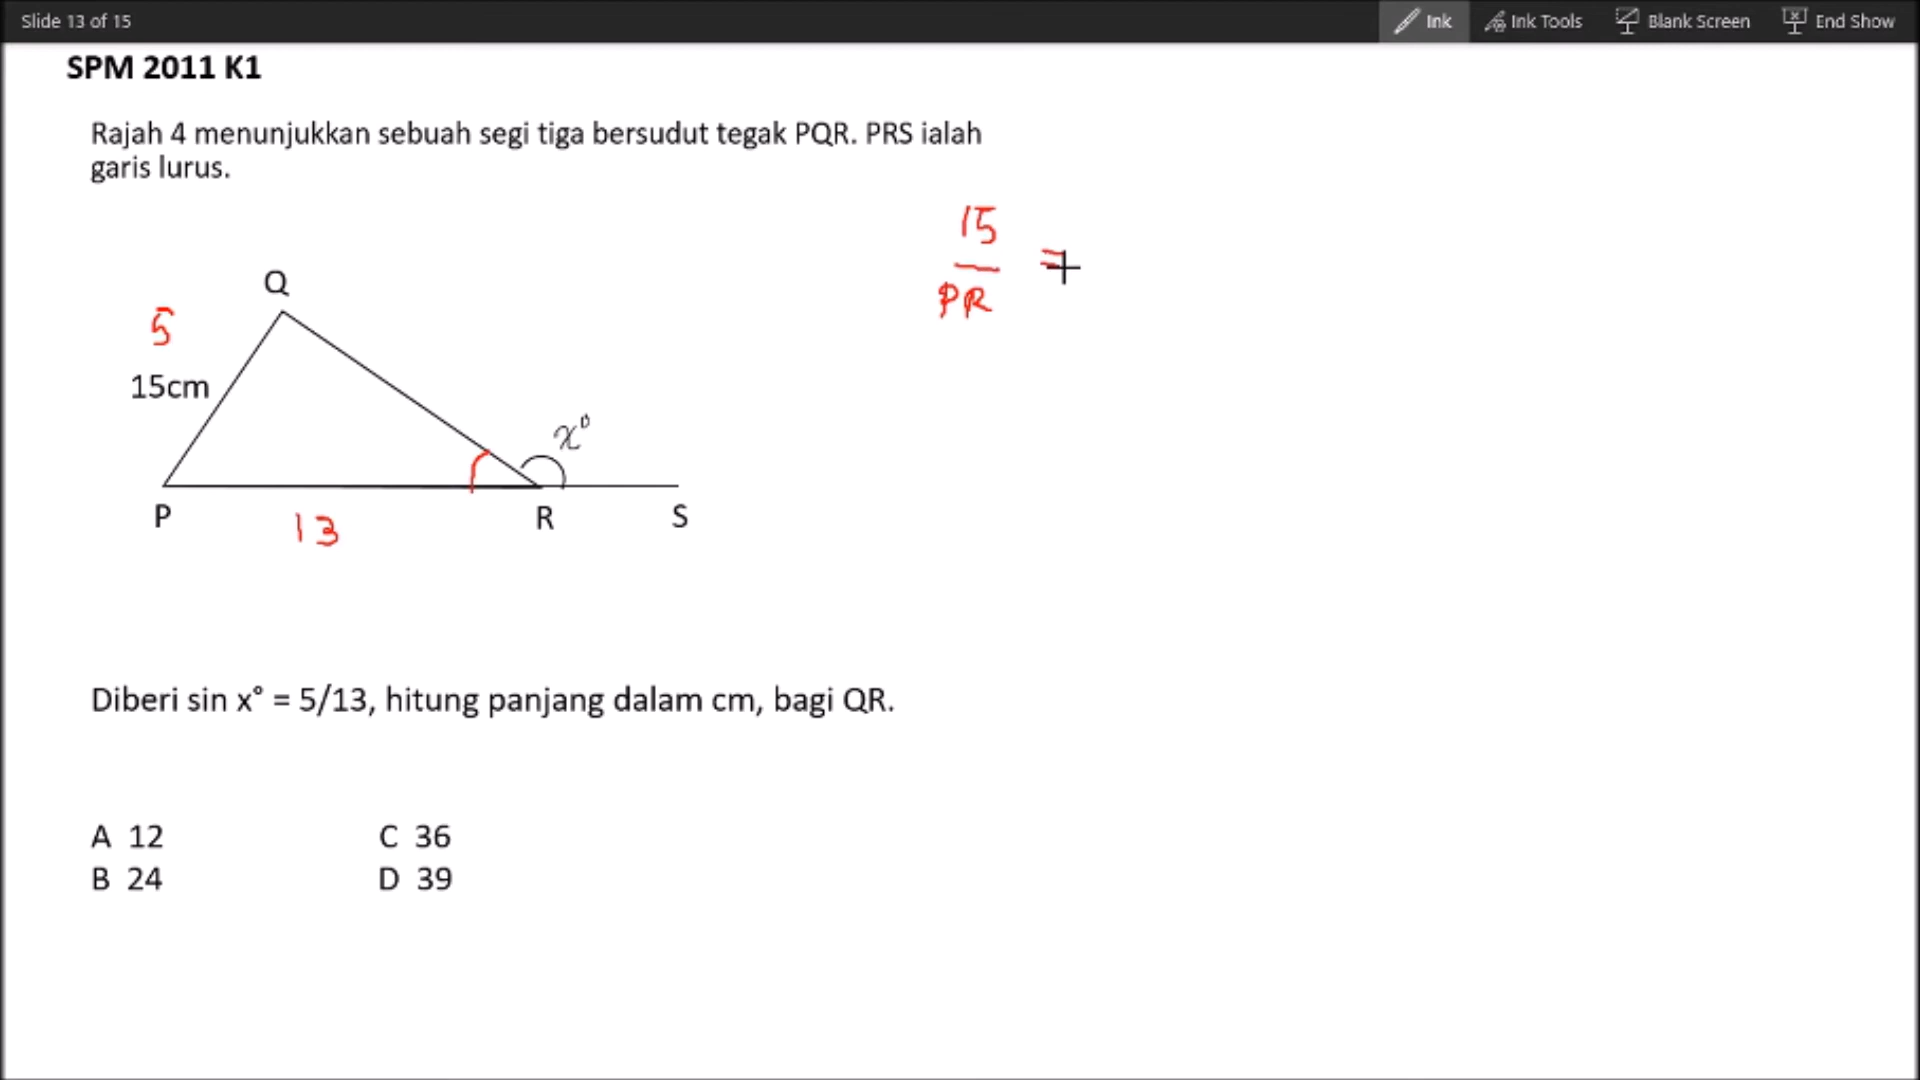 Slide 13 of 15
Ink
Ink Tools
Blank Screen
End Show
SPM 2011 K1
Rajah 4 menunjukkan sebuah segi tiga bersudut tegak PQR. PRS ialah
garis lurus.
15
PR
=
Q
5
15cm
x°
P
R
S
13
Diberi sin x° = 5/13, hitung panjang dalam cm, bagi QR.
A 12
C 36
B 24
D 39